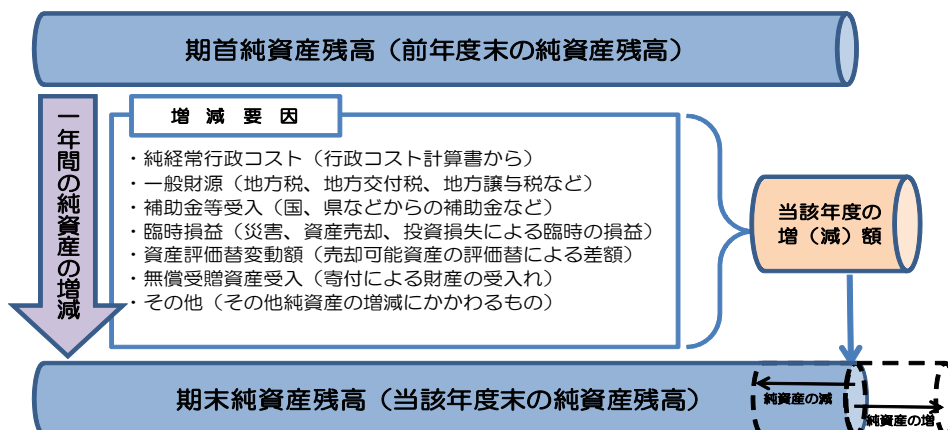 期首純資産残高（前年度末の純資産残高）
一年間の純資産の増減
増 減 要 因
・純経常行政コスト（行政コスト計算書から）
・一般財源（地方税、地方交付税、地方譲与税など）
・補助金等受入（国、県などからの補助金など）
・臨時損益（災害、資産売却、投資損失による臨時の損益）
・資産評価替変動額（売却可能資産の評価替による差額）
・無償受贈資産受入（寄付による財産の受入れ）
・その他（その他純資産の増減にかかわるもの）
当該年度の
増（減）額
期末純資産残高（当該年度末の純資産残高）
純資産の減
純資産の増